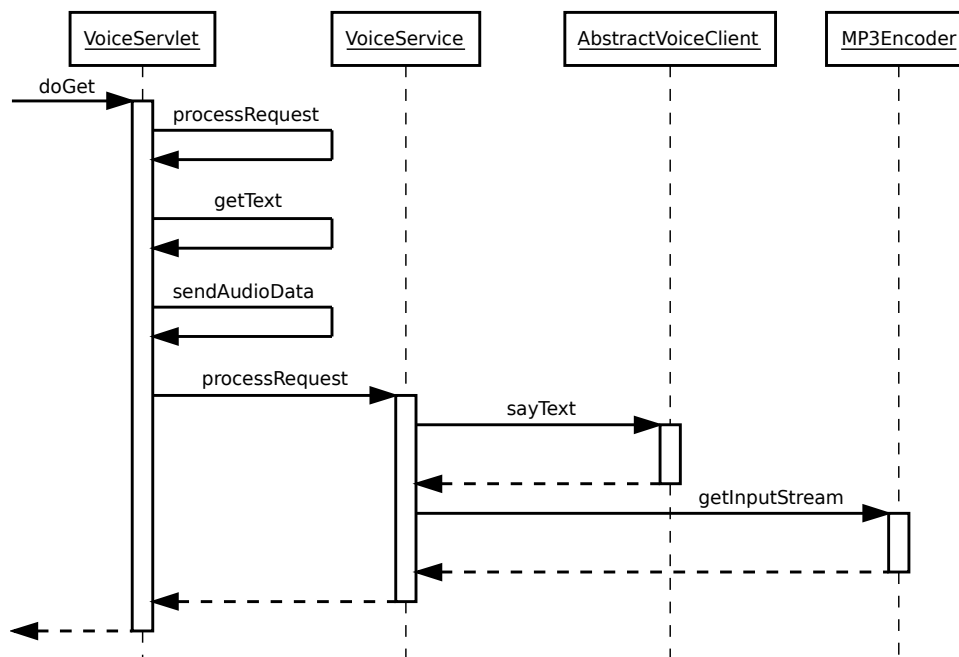 VoiceServlet
VoiceService
AbstractVoiceClient
MP3Encoder
doGet
processRequest
getText
sendAudioData
processRequest
sayText
getInputStream